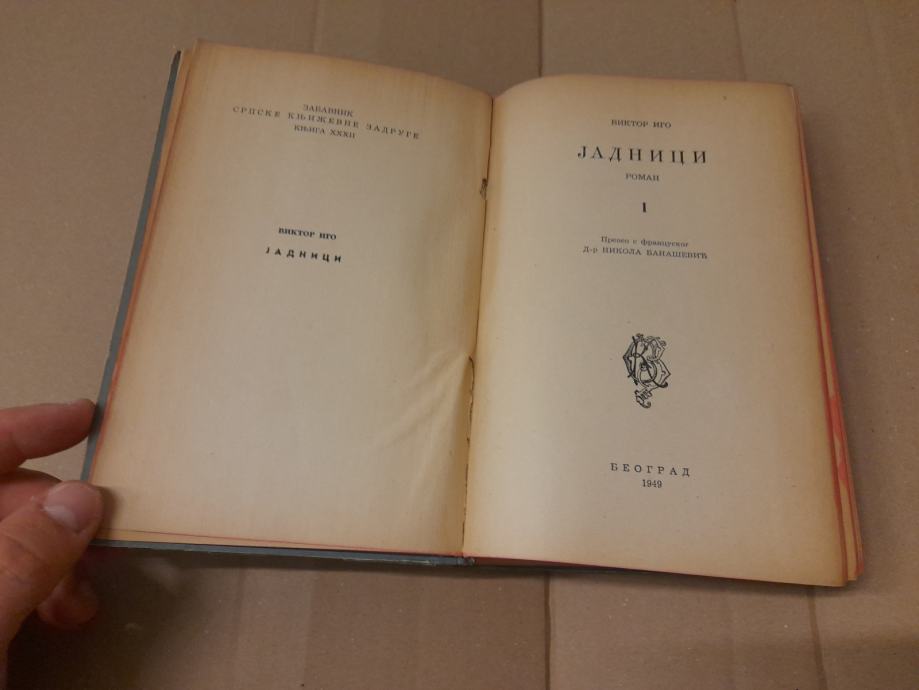 ЗАБАВНИК
СРПСКЕ КЊИЖЕВНЕ ЗАДРУГЕ
КЊИГА XXXII
ВИКТОР ИГО
ЈАДНИЦИ
ВИКТОР ИГО
ЈАДНИЦИ
РОМАН
I
Превео с француског
Д-р НИКОЛА БАНАШЕВИЋ
БЕОГРАД
1949